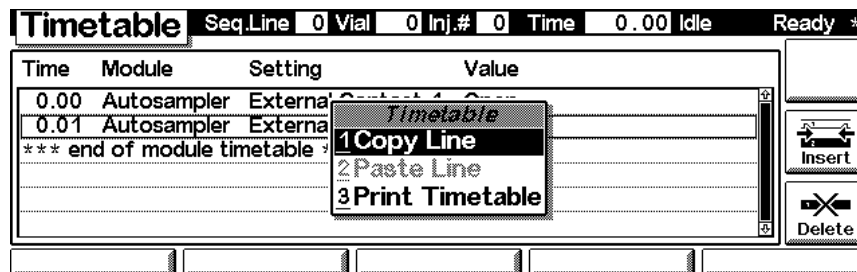 Timetable Seq.Line 0 Vial 0 Inj.# 0 Time 0.00 Idle Ready *
Time Module Setting Value
0.00 Autosampler External
0.01 Autosampler Externa
*** end of module timetable *
Timetable
1 Copy Line
2 Paste Line
3 Print Timetable
Insert
Delete